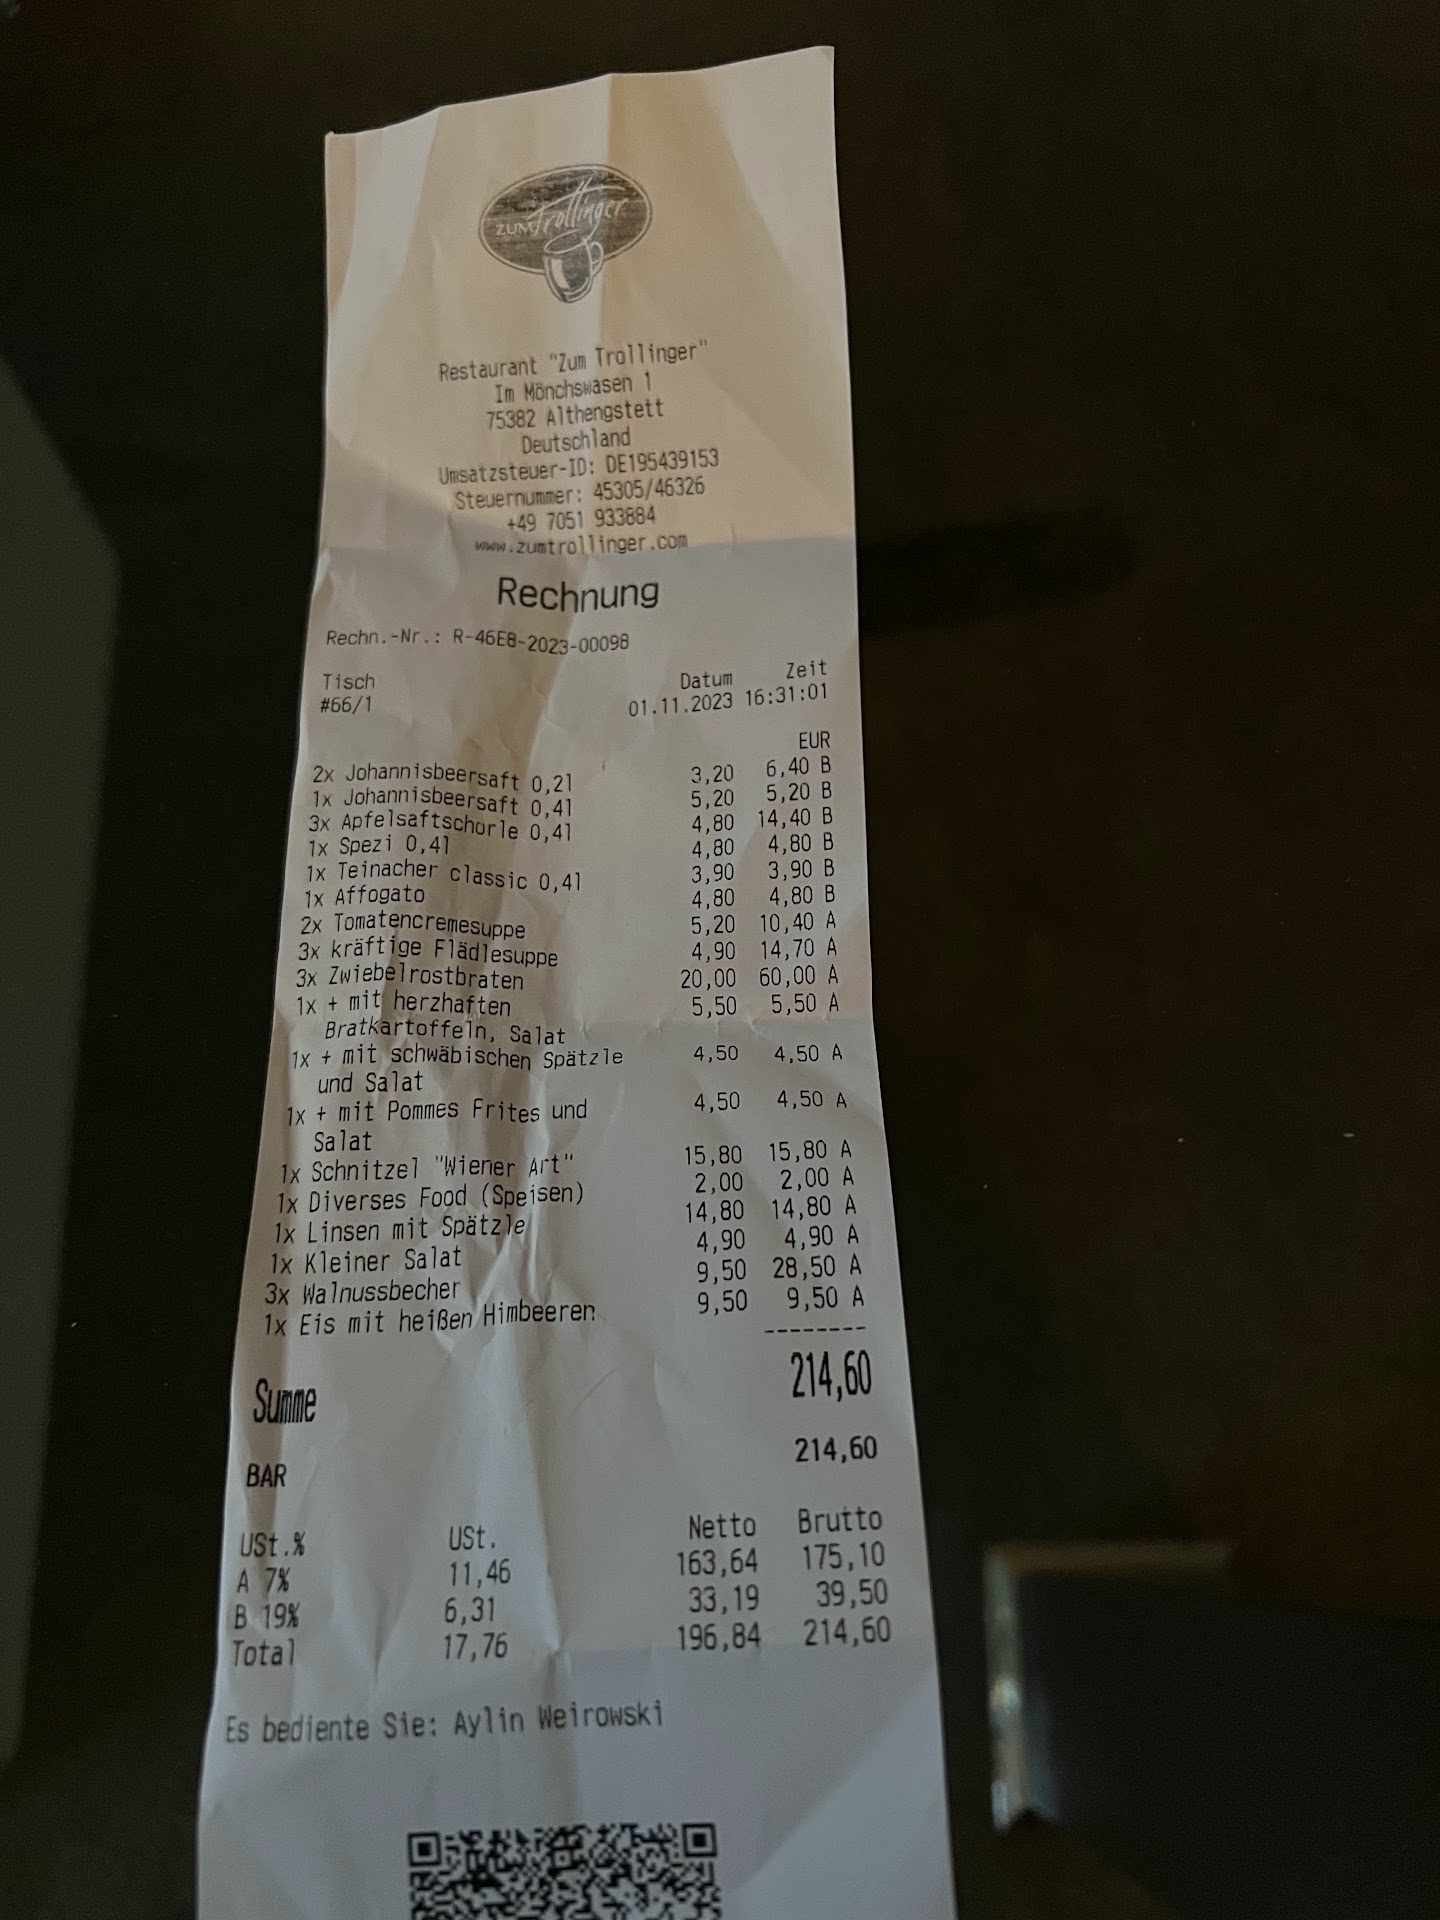 ZUM Trollinger
Restaurant "Zum Trollinger"
Im Mönchswasen 1
75382 Althengstett
Deutschland
Umsatzsteuer-ID: DE195439153
Steuernummer: 45305/46326
+49 7051 933884
www.zumtrollinger.com
Rechnung
Rechn.-Nr.: R-46E8-2023-00098
Tisch Datum Zeit
#66/1 01.11.2023 16:31:01
EUR
2x Johannisbeersaft 0,2l 3,20 6,40 B
1x Johannisbeersaft 0,4l 5,20 5,20 B
3x Apfelsaftschorle 0,4l 4,80 14,40 B
1x Spezi 0,4l 4,80 4,80 B
1x Teinacher classic 0,4l 3,90 3,90 B
1x Affogato 4,80 4,80 B
2x Tomatencremesuppe 5,20 10,40 A
3x kräftige Flädlesuppe 4,90 14,70 A
3x Zwiebelrostbraten 20,00 60,00 A
1x + mit herzhaften 5,50 5,50 A
Bratkartoffeln, Salat
1x + mit schwäbischen Spätzle 4,50 4,50 A
und Salat
1x + mit Pommes Frites und 4,50 4,50 A
Salat
1x Schnitzel "Wiener Art" 15,80 15,80 A
1x Diverses Food (Speisen) 2,00 2,00 A
1x Linsen mit Spätzle 14,80 14,80 A
1x Kleiner Salat 4,90 4,90 A
3x Walnussbecher 9,50 28,50 A
1x Eis mit heißen Himbeeren 9,50 9,50 A
--------
Summe 214,60
BAR 214,60
USt.% USt. Netto Brutto
A 7% 11,46 163,64 175,10
B 19% 6,31 33,19 39,50
Total 17,76 196,84 214,60
Es bediente Sie: Aylin Weirowski